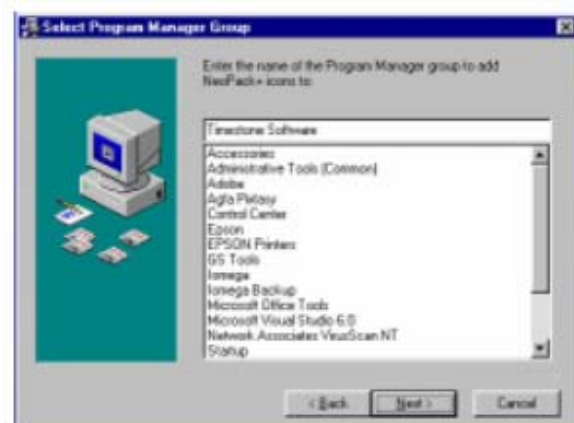 Select Program Manager Group
Enter the name of the Program Manager group to add
NeoPack+ icons to:
Timestone Software
Accessories
Administrative Tools (Common)
Adobe
Agfa
Control Center
Epson
EPSON Printers
GS Tools
Iomega
Iomega Backup
Microsoft Office Tools
Microsoft Visual Studio 6.0
Network Associates VirusScan NT
Startup
< Back
Next >
Cancel